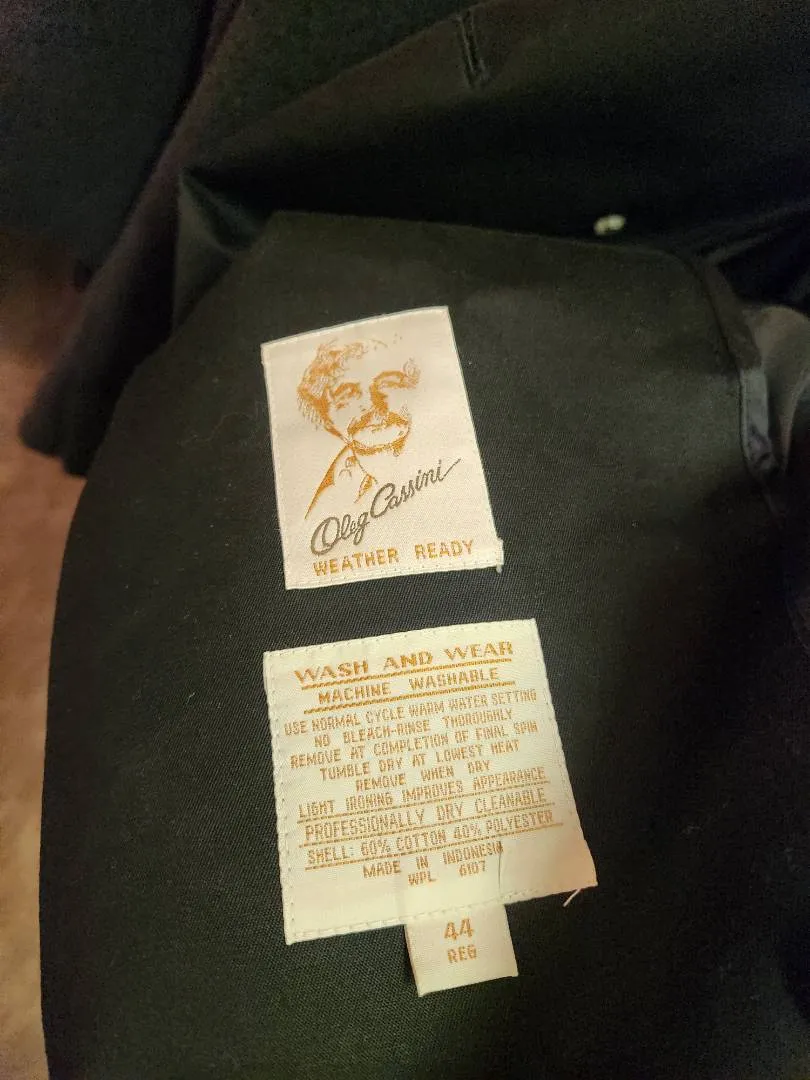 Oleg Cassini
WEATHER READY
WASH AND WEAR
MACHINE WASHABLE
USE NORMAL CYCLE WARM WATER SETTING
NO BLEACH-RINSE THOROUGHLY
REMOVE AT COMPLETION OF FINAL SPIN
TUMBLE DRY AT LOWEST HEAT
REMOVE WHEN DRY
LIGHT IRONING IMPROVES APPEARANCE
PROFESSIONALLY DRY CLEANABLE
SHELL: 60% COTTON 40% POLYESTER
MADE IN INDONESIA
WPL 6107
44
REG